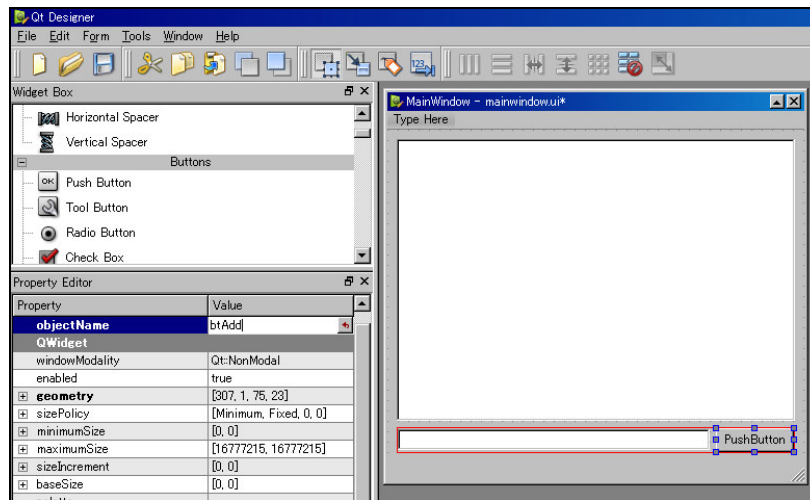 Qt Designer
File Edit Form Tools Window Help
123
Widget Box
Horizontal Spacer
Vertical Spacer
Buttons
OK Push Button
Tool Button
Radio Button
Check Box
Property Editor
Property Value
objectName btAdd
QWidget
windowModality Qt::NonModal
enabled true
geometry [307, 1, 75, 23]
sizePolicy [Minimum, Fixed, 0, 0]
minimumSize [0, 0]
maximumSize [16777215, 16777215]
sizeIncrement [0, 0]
baseSize [0, 0]
MainWindow - mainwindow.ui*
Type Here
PushButton